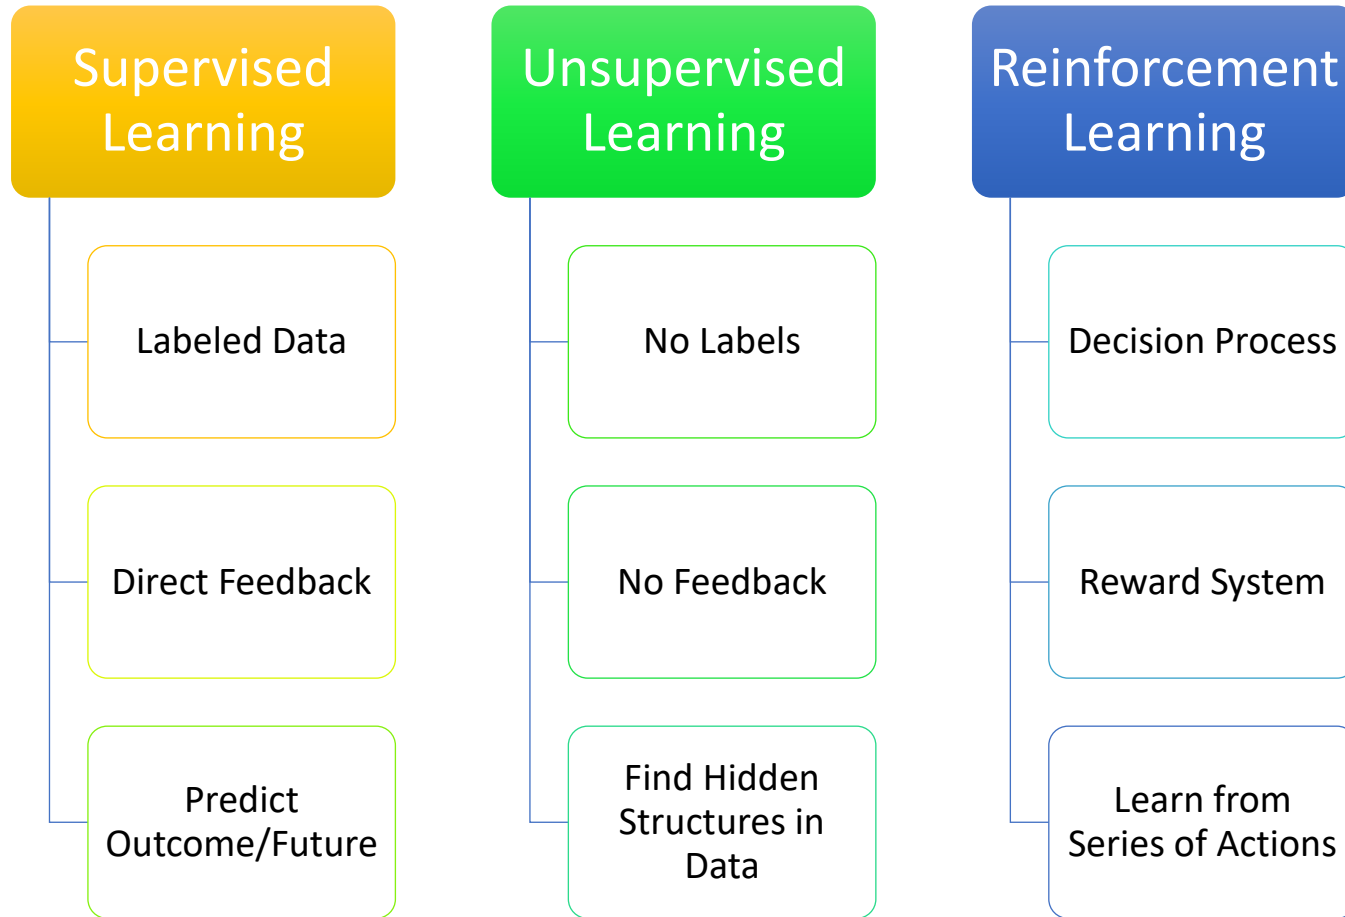 Supervised
Learning
Labeled Data
Direct Feedback
Predict
Outcome/Future
Unsupervised
Learning
No Labels
No Feedback
Find Hidden
Structures in
Data
Reinforcement
Learning
Decision Process
Reward System
Learn from
Series of Actions